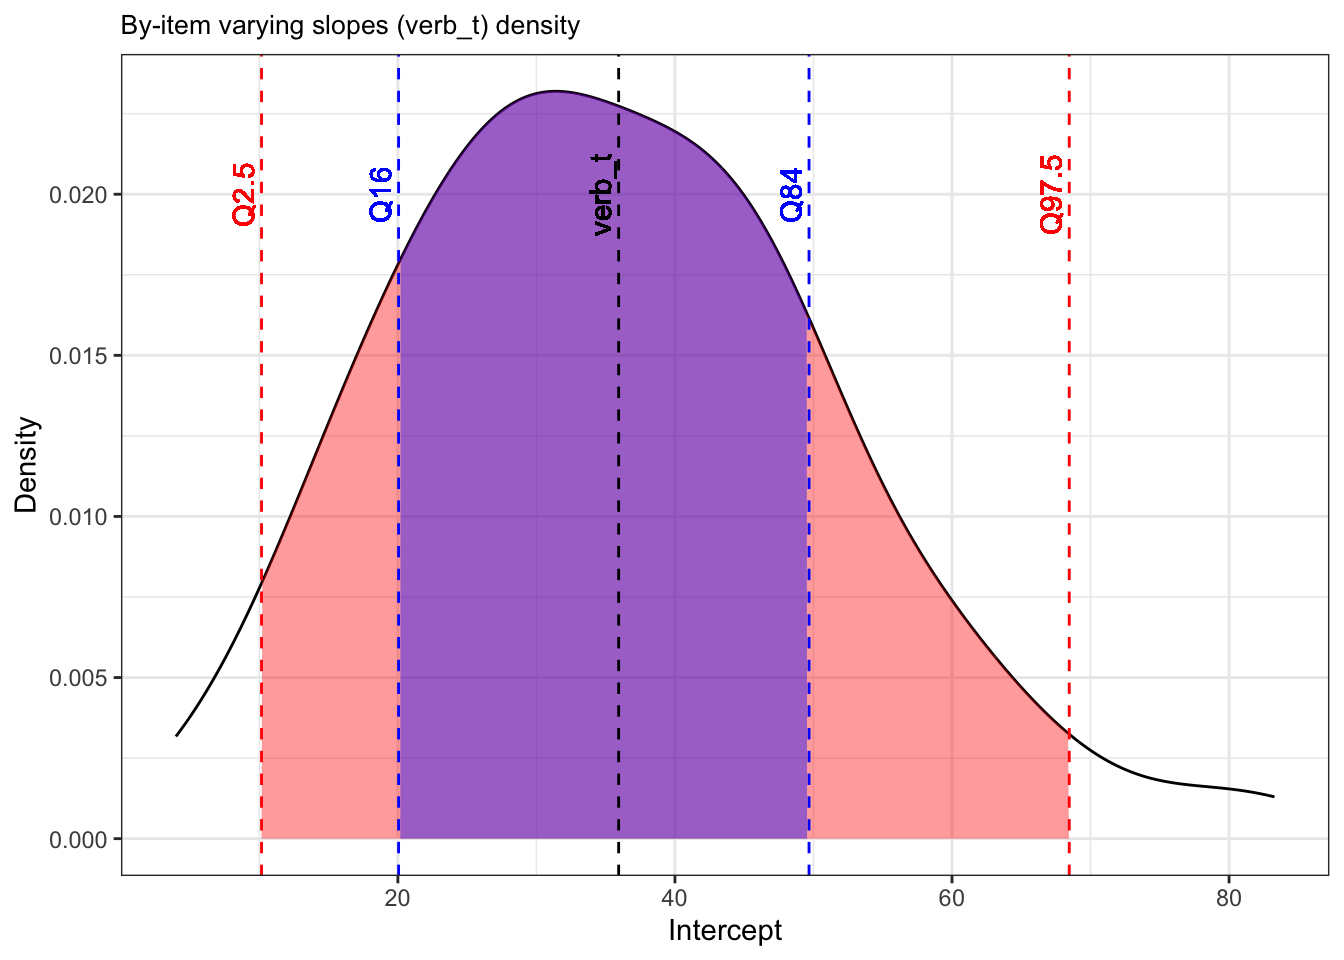 By-item varying slopes (verb_t) density
Density
0.020
0.015
0.010
0.005
0.000
Q2.5
Q16
verb_t
Q84
Q97.5
20
40
60
80
Intercept